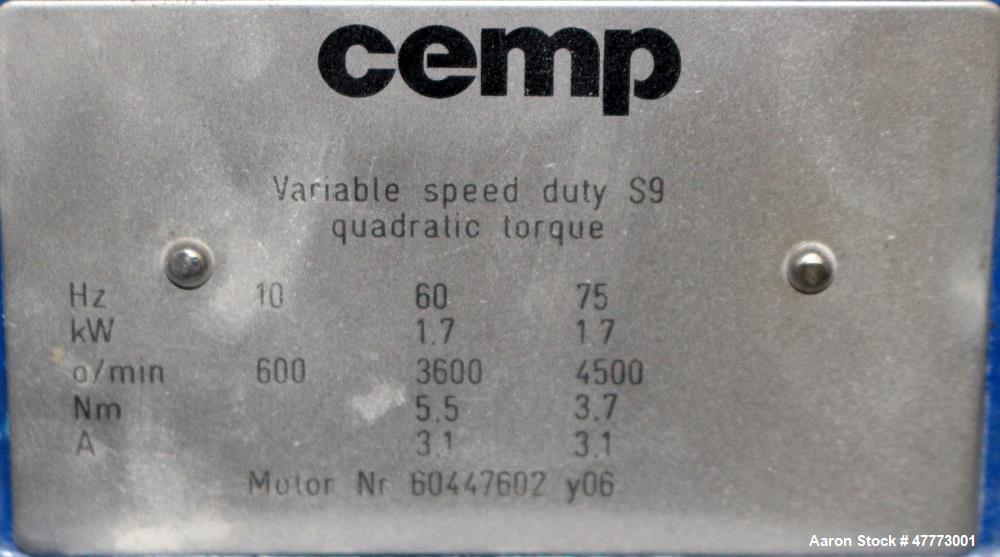 cemp
Variable speed duty S9
quadratic torque
Hz 10 60 75
kW 1.7 1.7
o/min 600 3600 4500
Nm 5.5 3.7
A 3.1 3.1
Motor Nr 60447602 y06
Aaron Stock # 47773001